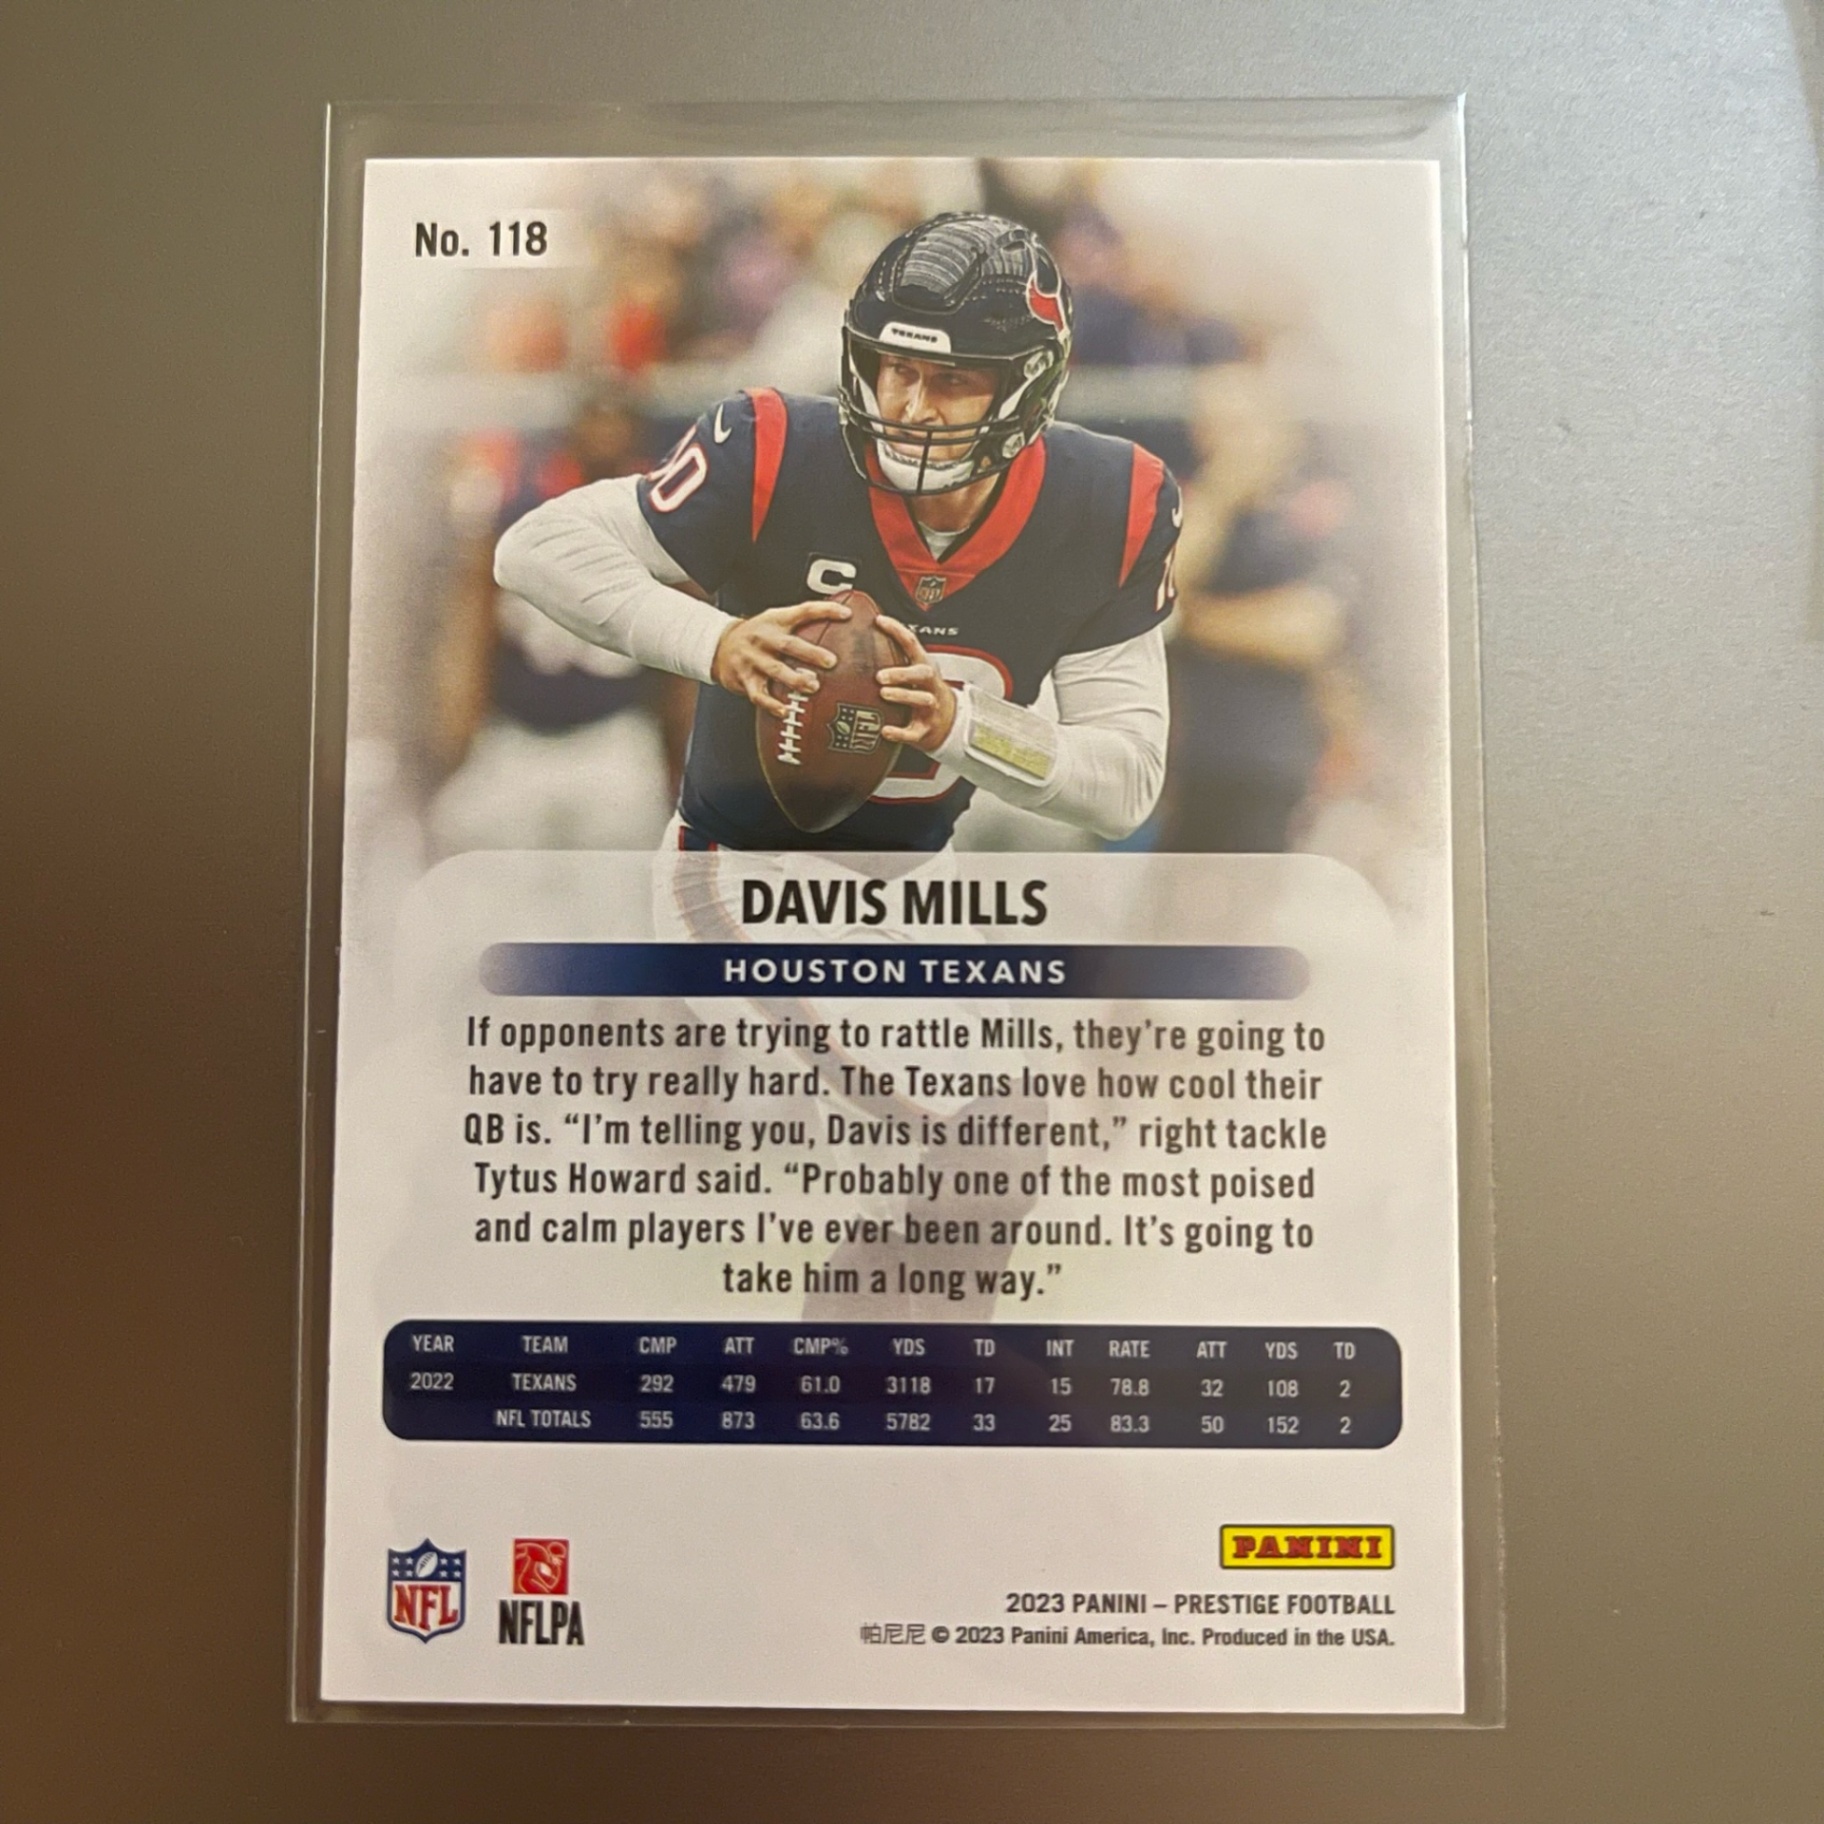 No. 118
TEXANS
C
DAVIS MILLS
HOUSTON TEXANS
If opponents are trying to rattle Mills, they're going to
have to try really hard. The Texans love how cool their
QB is. “I'm telling you, Davis is different,” right tackle
Tytus Howard said. “Probably one of the most poised
and calm players I've ever been around. It's going to
take him a long way.”
YEAR TEAM CMP ATT CMP% YDS TD INT RATE ATT YDS TD
2022 TEXANS 292 479 61.0 3118 17 15 78.8 32 108 2
NFL TOTALS 555 873 63.6 5782 33 25 83.3 50 152 2
PANINI
NFL
NFLPA
2023 PANINI – PRESTIGE FOOTBALL
帕尼尼 © 2023 Panini America, Inc. Produced in the USA.